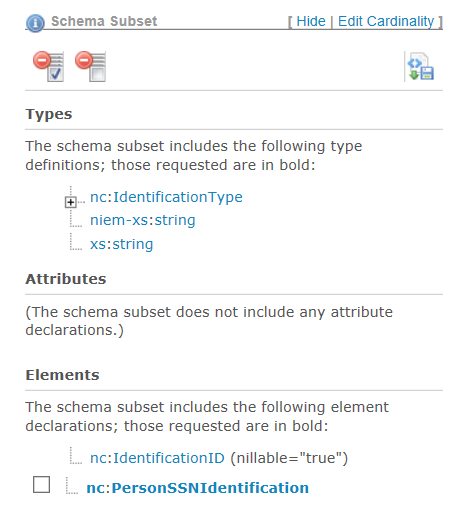 Schema Subset [ Hide | Edit Cardinality ]
Types
The schema subset includes the following type
definitions; those requested are in bold:
nc:IdentificationType
niem-xs:string
xs:string
Attributes
(The schema subset does not include any attribute
declarations.)
Elements
The schema subset includes the following element
declarations; those requested are in bold:
nc:IdentificationID (nillable="true")
nc:PersonSSNIdentification